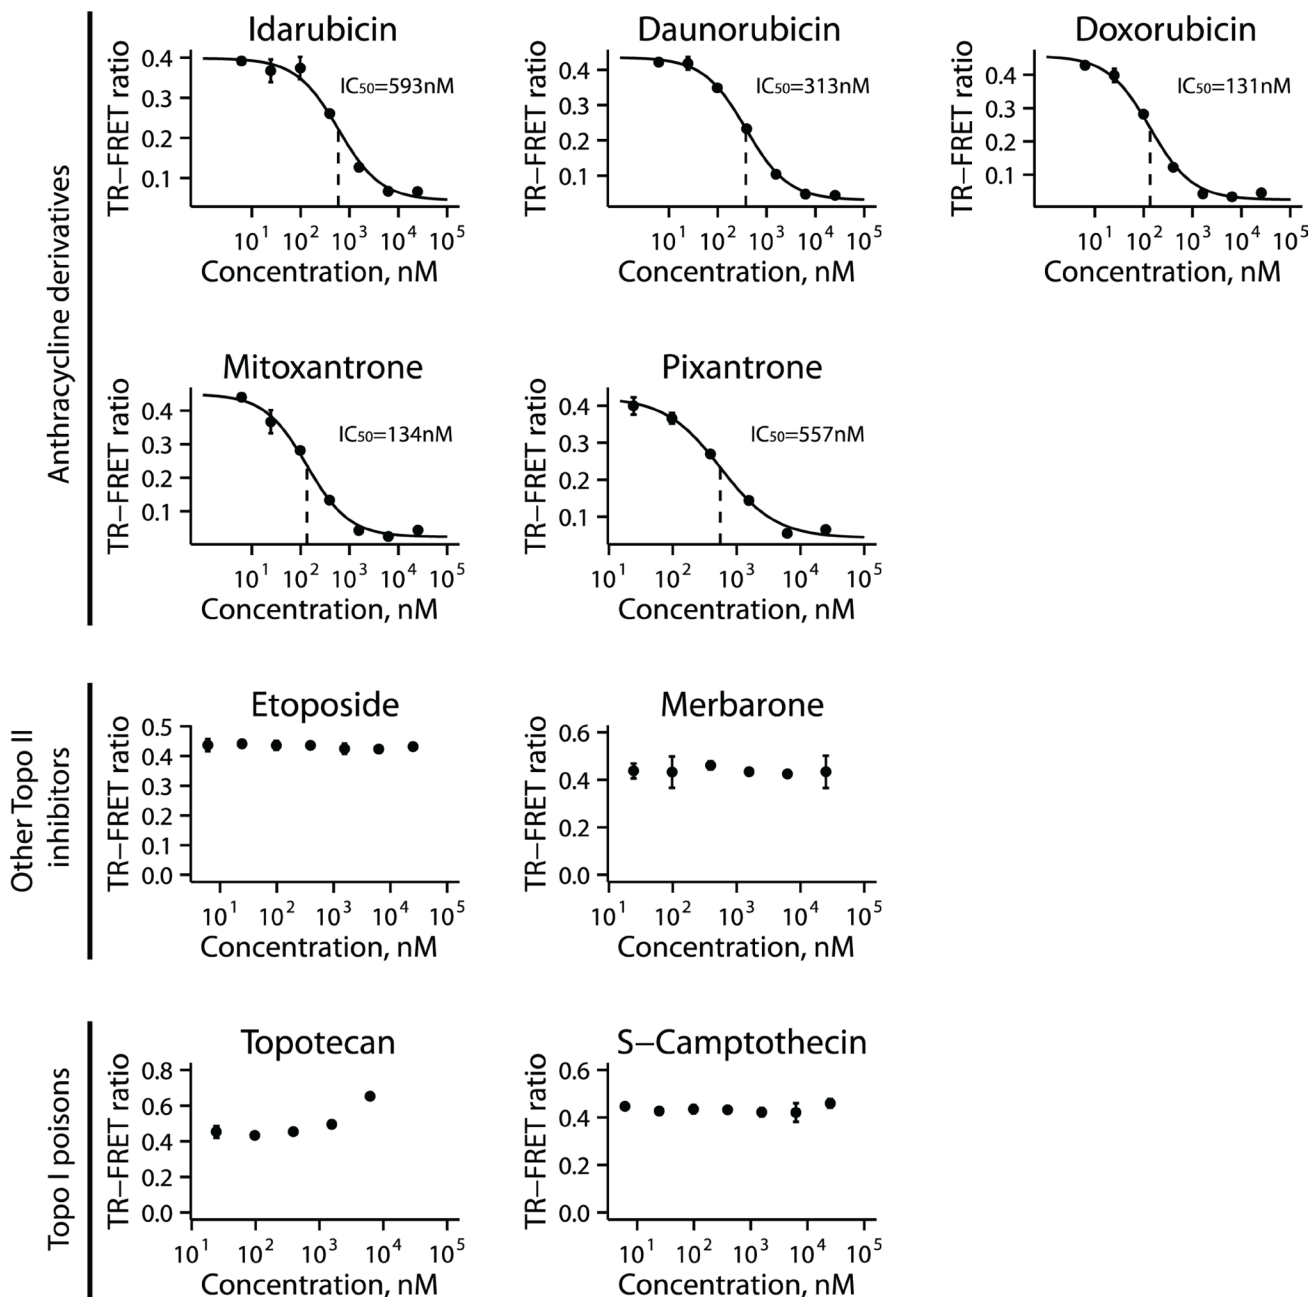 Anthracycline derivatives
Idarubicin
TR–FRET ratio
0.4
0.3
0.2
0.1
IC50=593nM
10^1 10^2 10^3 10^4 10^5
Concentration, nM
Daunorubicin
TR–FRET ratio
0.4
0.3
0.2
0.1
IC50=313nM
10^1 10^2 10^3 10^4 10^5
Concentration, nM
Doxorubicin
TR–FRET ratio
0.4
0.3
0.2
0.1
IC50=131nM
10^1 10^2 10^3 10^4 10^5
Concentration, nM
Mitoxantrone
TR–FRET ratio
0.4
0.3
0.2
0.1
IC50=134nM
10^1 10^2 10^3 10^4 10^5
Concentration, nM
Pixantrone
TR–FRET ratio
0.4
0.3
0.2
0.1
IC50=557nM
10^1 10^2 10^3 10^4 10^5
Concentration, nM
Other Topo II
inhibitors
Etoposide
TR–FRET ratio
0.5
0.4
0.3
0.2
0.1
0.0
10^1 10^2 10^3 10^4 10^5
Concentration, nM
Merbarone
TR–FRET ratio
0.6
0.4
0.2
0.0
10^1 10^2 10^3 10^4 10^5
Concentration, nM
Topo I poisons
Topotecan
TR–FRET ratio
0.8
0.6
0.4
0.2
0.0
10^1 10^2 10^3 10^4 10^5
Concentration, nM
S–Camptothecin
TR–FRET ratio
0.6
0.4
0.2
0.0
10^1 10^2 10^3 10^4 10^5
Concentration, nM